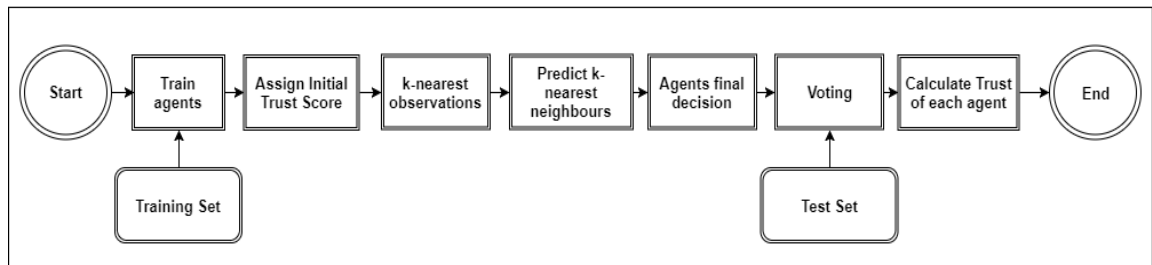 Start
Train
agents
Assign Initial
Trust Score
k-nearest
observations
Predict k-
nearest
neighbours
Agents final
decision
Voting
Calculate Trust
of each agent
End
Training Set
Test Set